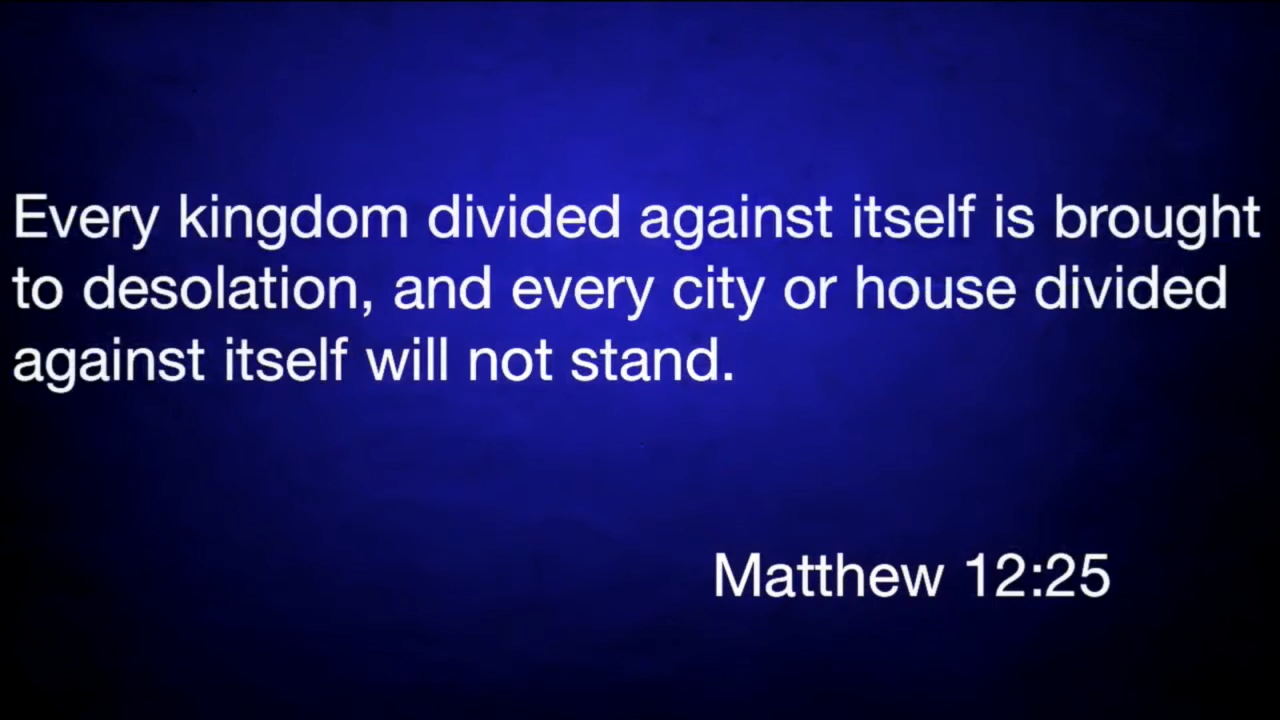 Every kingdom divided against itself is brought
to desolation, and every city or house divided
against itself will not stand.
Matthew 12:25